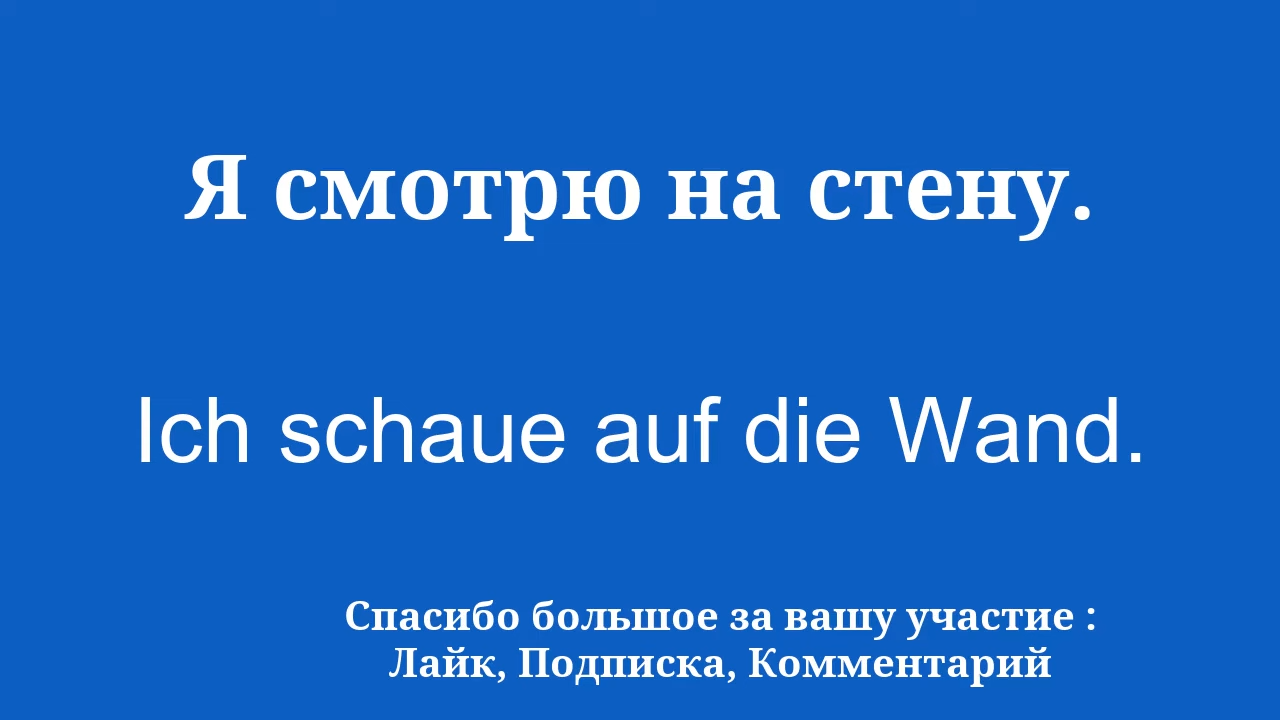 Я смотрю на стену.
Ich schaue auf die Wand.
Спасибо большое за вашу участие :
Лайк, Подписка, Комментарий